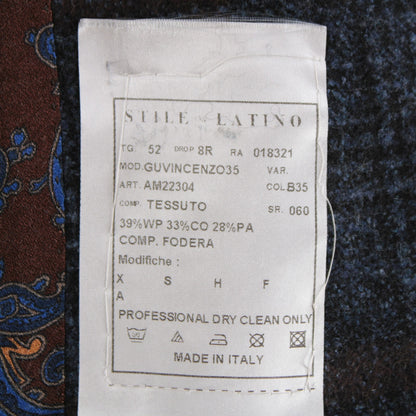 STILE LATINO
TG. 52 DROP 8R RA 018321
MOD. GUVINCENZO35 VAR.
ART. AM22304 COL. B35
COMP. TESSUTO SR. 060
39%WP 33%CO 28%PA
COMP. FODERA
Modifiche :
X S H F
A
PROFESSIONAL DRY CLEAN ONLY
MADE IN ITALY